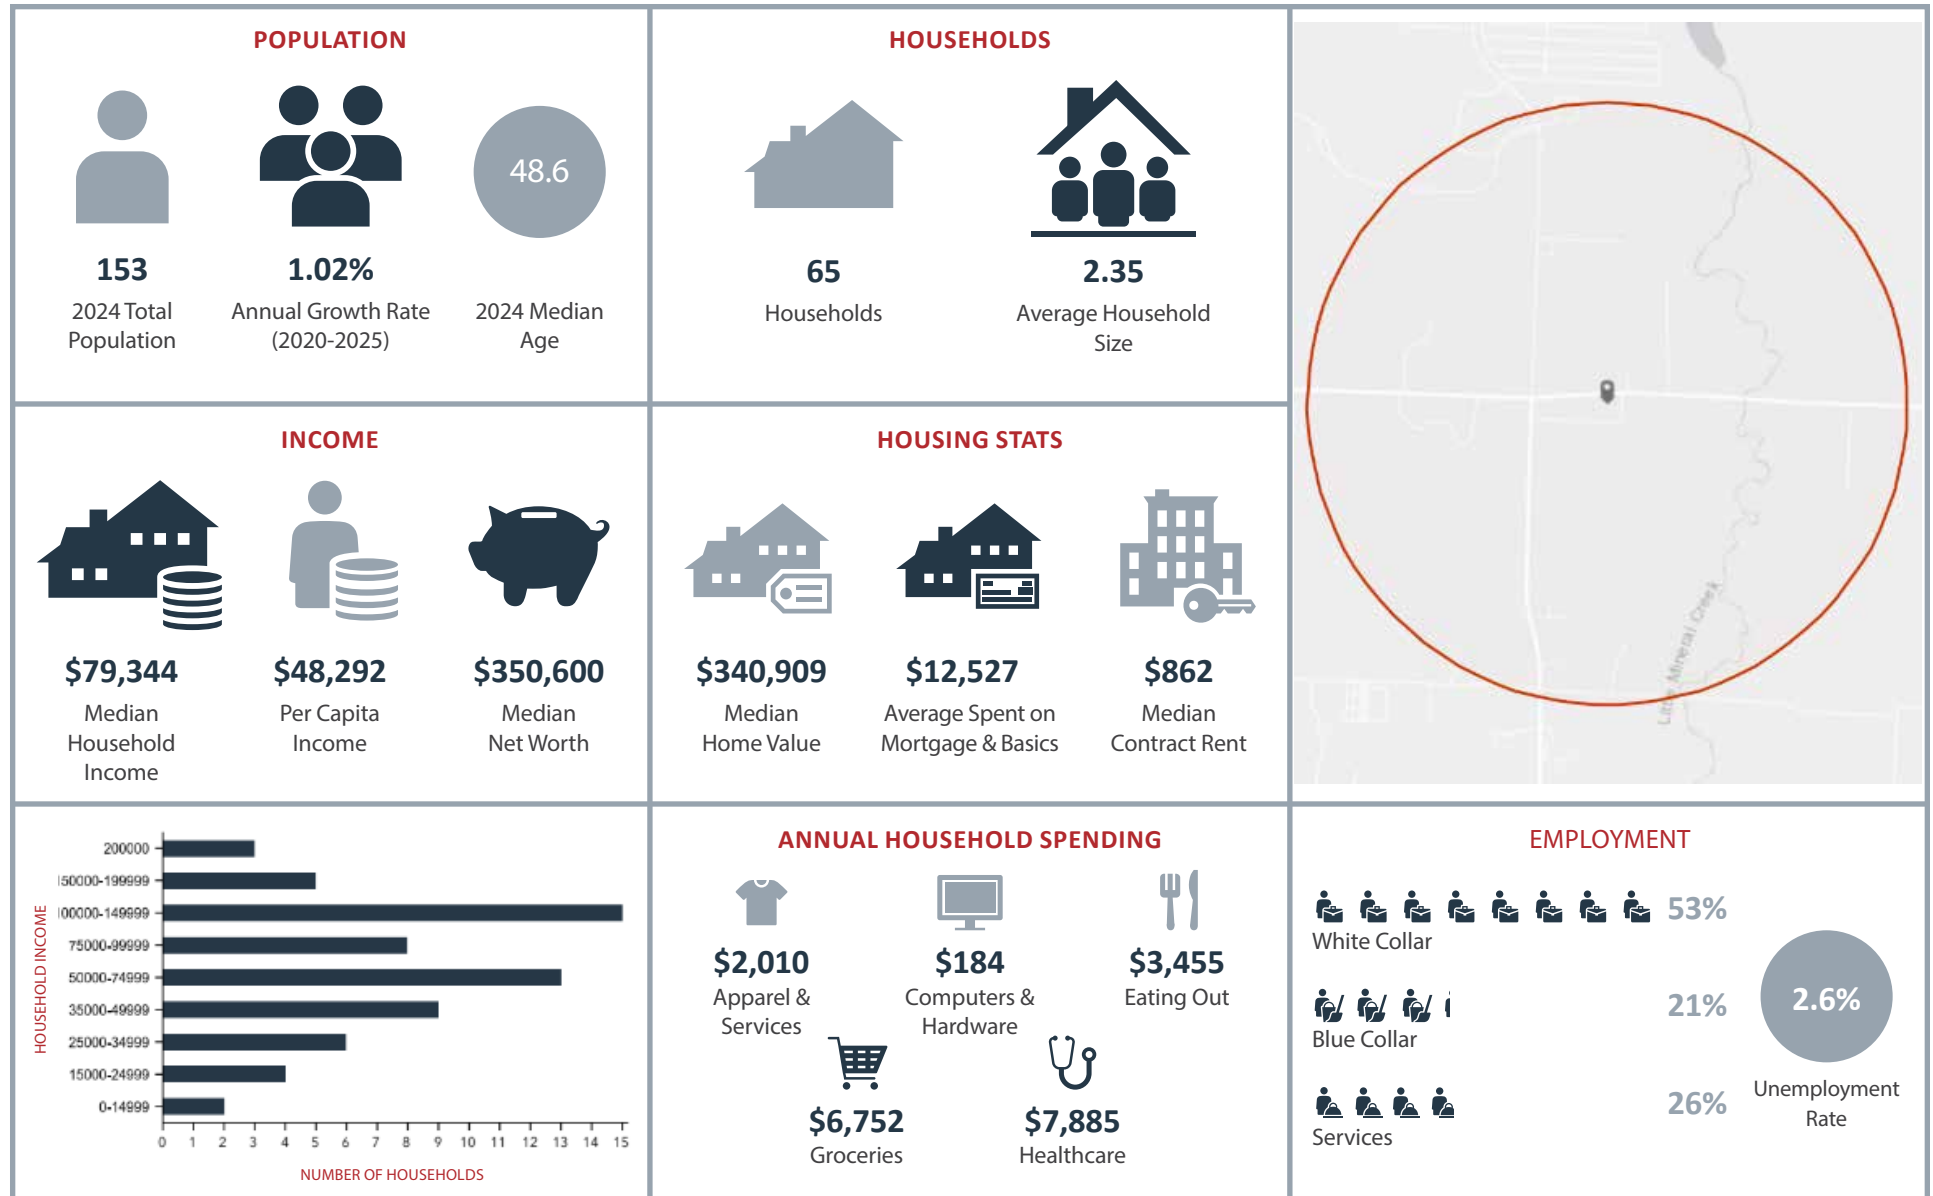 POPULATION
48.6
153
2024 Total
Population
1.02%
Annual Growth Rate
(2020-2025)
2024 Median
Age
HOUSEHOLDS
65
Households
2.35
Average Household
Size
INCOME
$79,344
Median
Household
Income
$48,292
Per Capita
Income
$350,600
Median
Net Worth
HOUSING STATS
$340,909
Median
Home Value
$12,527
Average Spent on
Mortgage & Basics
$862
Median
Contract Rent
Little Mineral Creek
HOUSEHOLD INCOME
200000
150000-199999
100000-149999
75000-99999
50000-74999
35000-49999
25000-34999
15000-24999
0-14999
0 1 2 3 4 5 6 7 8 9 10 11 12 13 14 15
NUMBER OF HOUSEHOLDS
ANNUAL HOUSEHOLD SPENDING
$2,010
Apparel &
Services
$184
Computers &
Hardware
$3,455
Eating Out
$6,752
Groceries
$7,885
Healthcare
EMPLOYMENT
53%
White Collar
21%
Blue Collar
26%
Services
2.6%
Unemployment
Rate